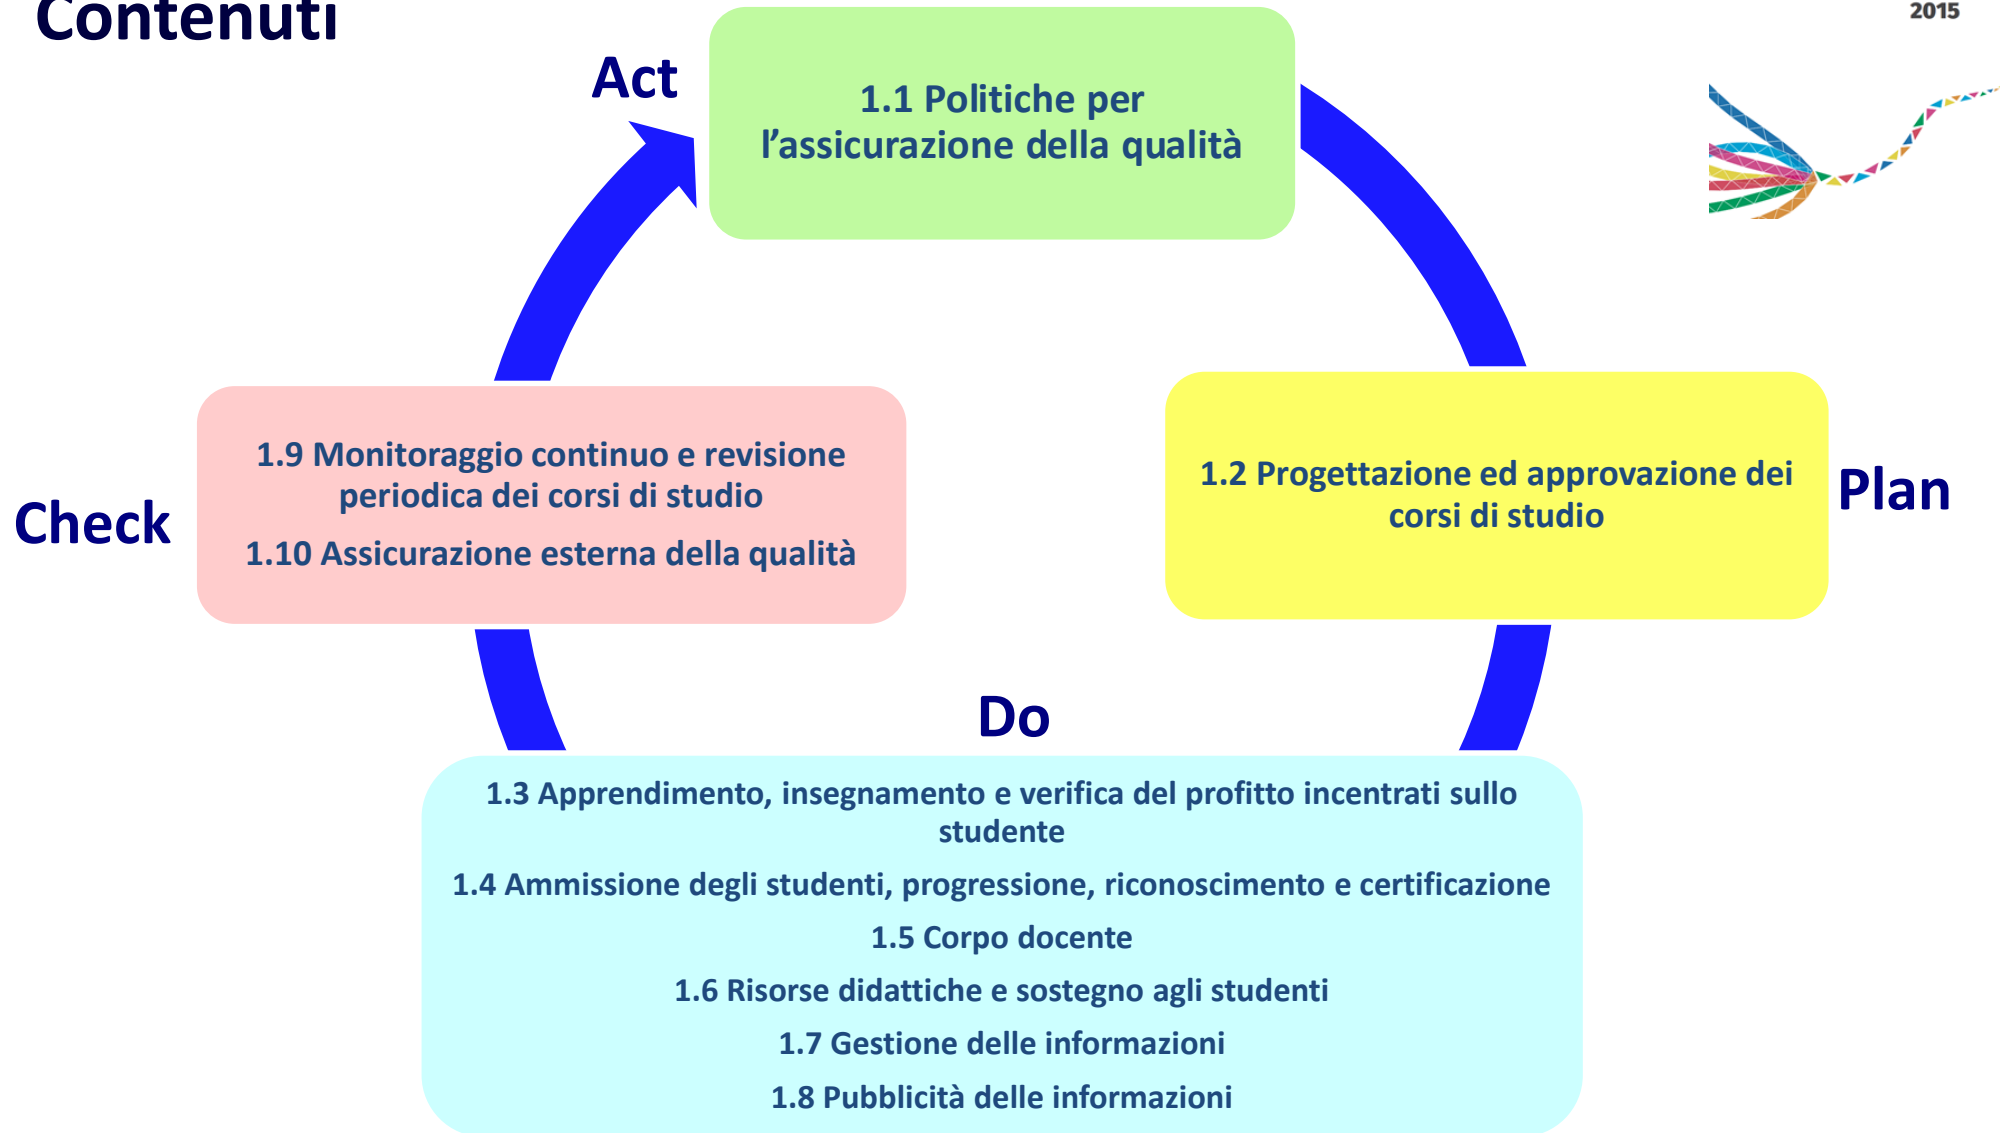 Contenuti
2015
Act
1.1 Politiche per
l’assicurazione della qualità
1.9 Monitoraggio continuo e revisione
periodica dei corsi di studio
1.10 Assicurazione esterna della qualità
Check
1.2 Progettazione ed approvazione dei
corsi di studio
Plan
Do
1.3 Apprendimento, insegnamento e verifica del profitto incentrati sullo
studente
1.4 Ammissione degli studenti, progressione, riconoscimento e certificazione
1.5 Corpo docente
1.6 Risorse didattiche e sostegno agli studenti
1.7 Gestione delle informazioni
1.8 Pubblicità delle informazioni